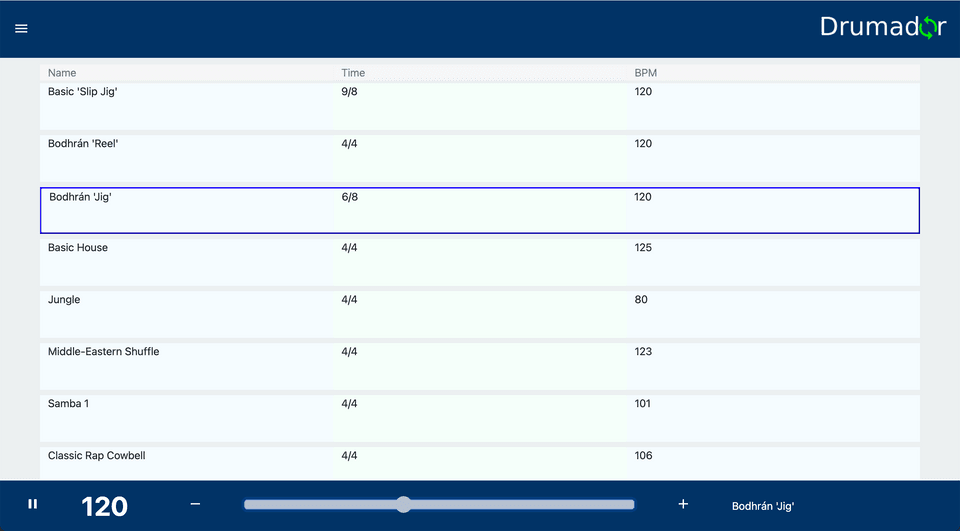 Drumador
Name Time BPM
Basic 'Slip Jig' 9/8 120
Bodhrán 'Reel' 4/4 120
Bodhrán 'Jig' 6/8 120
Basic House 4/4 125
Jungle 4/4 80
Middle-Eastern Shuffle 4/4 123
Samba 1 4/4 101
Classic Rap Cowbell 4/4 106
120 − + Bodhrán 'Jig'